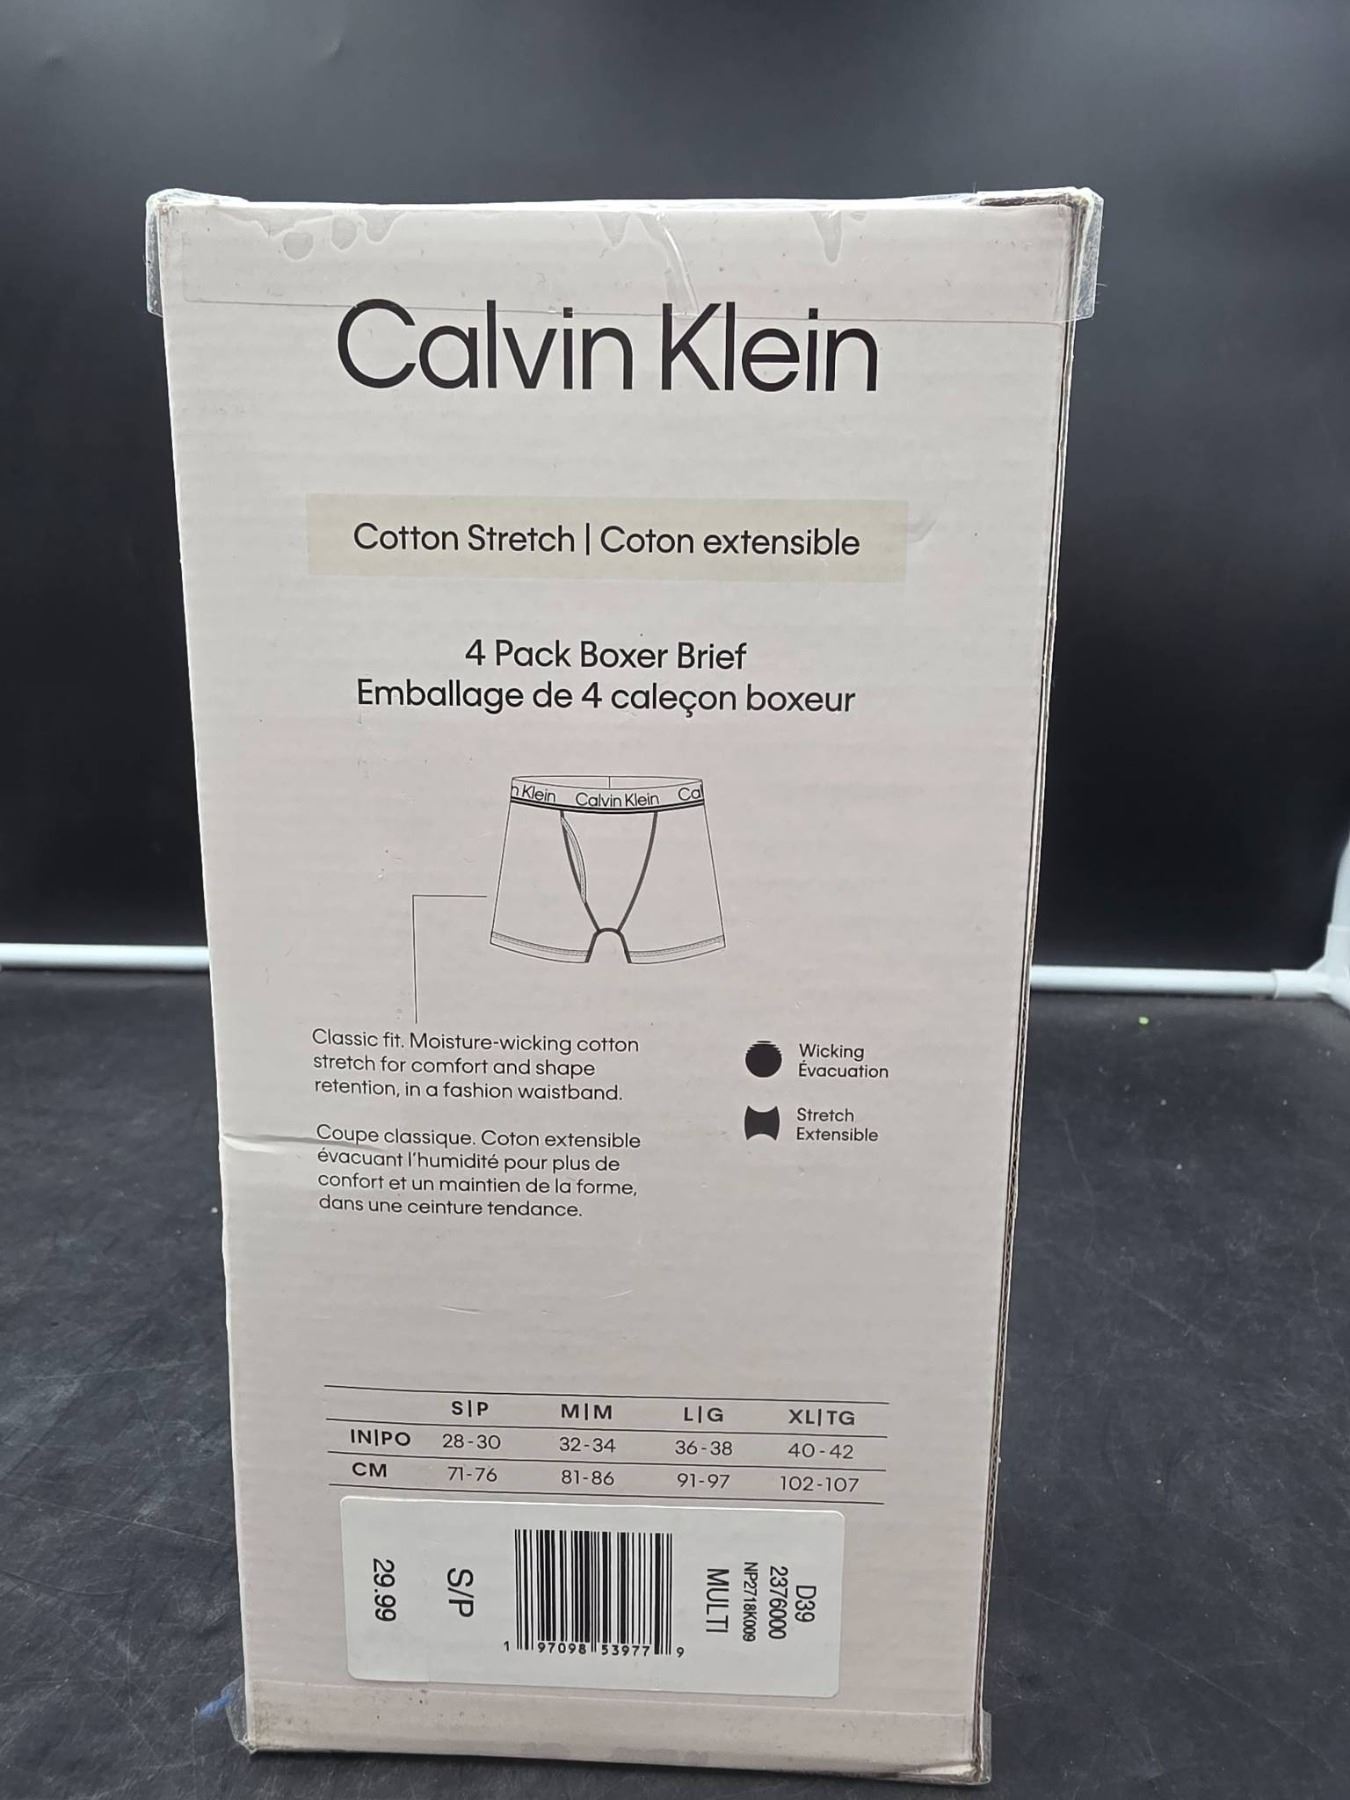 Calvin Klein
Cotton Stretch | Coton extensible
4 Pack Boxer Brief
Emballage de 4 caleçon boxeur
n Klein Calvin Klein Cal
Classic fit. Moisture-wicking cotton
stretch for comfort and shape
retention, in a fashion waistband.
Coupe classique. Coton extensible
évacuant l'humidité pour plus de
confort et un maintien de la forme,
dans une ceinture tendance.
Wicking
Évacuation
Stretch
Extensible
S|P M|M L|G XL|TG
IN|PO 28-30 32-34 36-38 40-42
CM 71-76 81-86 91-97 102-107
D39
2376000
NP2718K009
MULTI
1 97098 53977 9
S/P
29.99